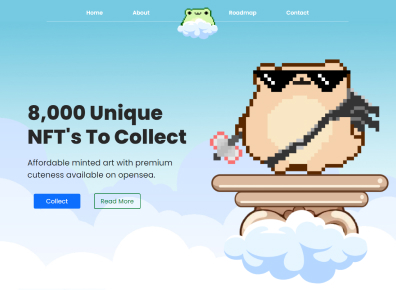 Home
About
Roadmap
Contact
8,000 Unique
NFT's To Collect
Affordable minted art with premium
cuteness available on opensea.
Collect
Read More